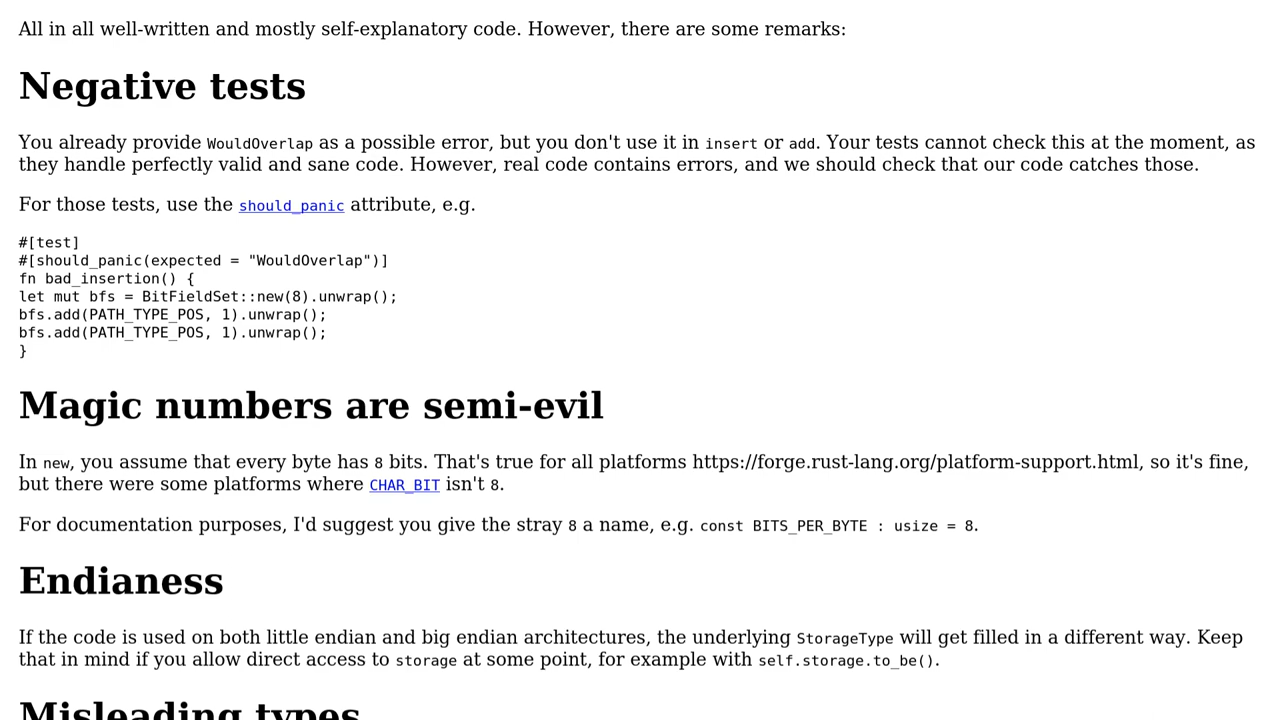 All in all well-written and mostly self-explanatory code. However, there are some remarks:
Negative tests
You already provide WouldOverlap as a possible error, but you don't use it in insert or add. Your tests cannot check this at the moment, as
they handle perfectly valid and sane code. However, real code contains errors, and we should check that our code catches those.
For those tests, use the should_panic attribute, e.g.
#[test]
#[should_panic(expected = "WouldOverlap")]
fn bad_insertion() {
let mut bfs = BitFieldSet::new(8).unwrap();
bfs.add(PATH_TYPE_POS, 1).unwrap();
bfs.add(PATH_TYPE_POS, 1).unwrap();
}
Magic numbers are semi-evil
In new, you assume that every byte has 8 bits. That's true for all platforms https://forge.rust-lang.org/platform-support.html, so it's fine,
but there were some platforms where CHAR_BIT isn't 8.
For documentation purposes, I'd suggest you give the stray 8 a name, e.g. const BITS_PER_BYTE : usize = 8.
Endianess
If the code is used on both little endian and big endian architectures, the underlying StorageType will get filled in a different way. Keep
that in mind if you allow direct access to storage at some point, for example with self.storage.to_be().
Misleading types